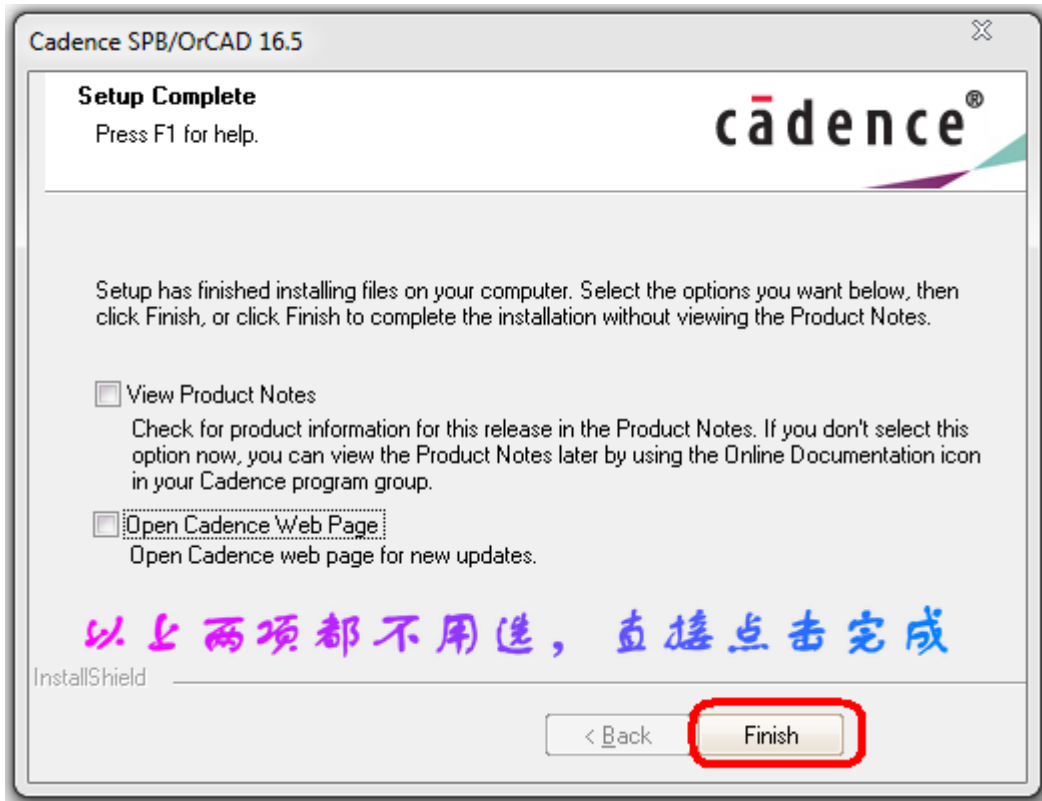 Cadence SPB/OrCAD 16.5
Setup Complete
Press F1 for help.
cādence®
Setup has finished installing files on your computer. Select the options you want below, then
click Finish, or click Finish to complete the installation without viewing the Product Notes.
View Product Notes
Check for product information for this release in the Product Notes. If you don't select this
option now, you can view the Product Notes later by using the Online Documentation icon
in your Cadence program group.
Open Cadence Web Page
Open Cadence web page for new updates.
以上两项都不用选，直接点击完成
InstallShield
< Back
Finish